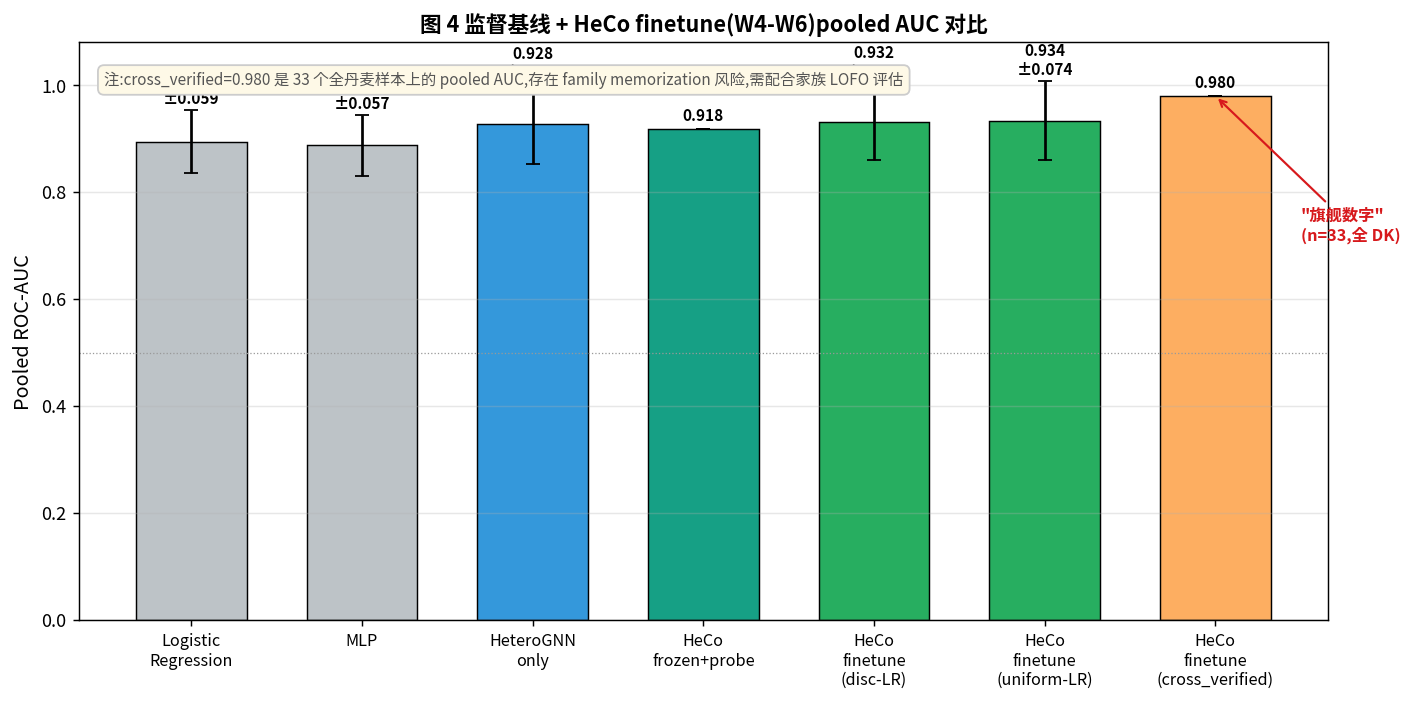 图 4 监督基线 + HeCo finetune(W4-W6)pooled AUC 对比
0.928
0.932
0.934
±0.074
注:cross_verified=0.980 是 33 个全丹麦样本上的 pooled AUC,存在 family memorization 风险,需配合家族 LOFO 评估
±0.059
±0.057
0.918
0.980
"旗舰数字"
(n=33,全 DK)
Pooled ROC-AUC
1.0
0.8
0.6
0.4
0.2
0.0
Logistic
Regression
MLP
HeteroGNN
only
HeCo
frozen+probe
HeCo
finetune
(disc-LR)
HeCo
finetune
(uniform-LR)
HeCo
finetune
(cross_verified)